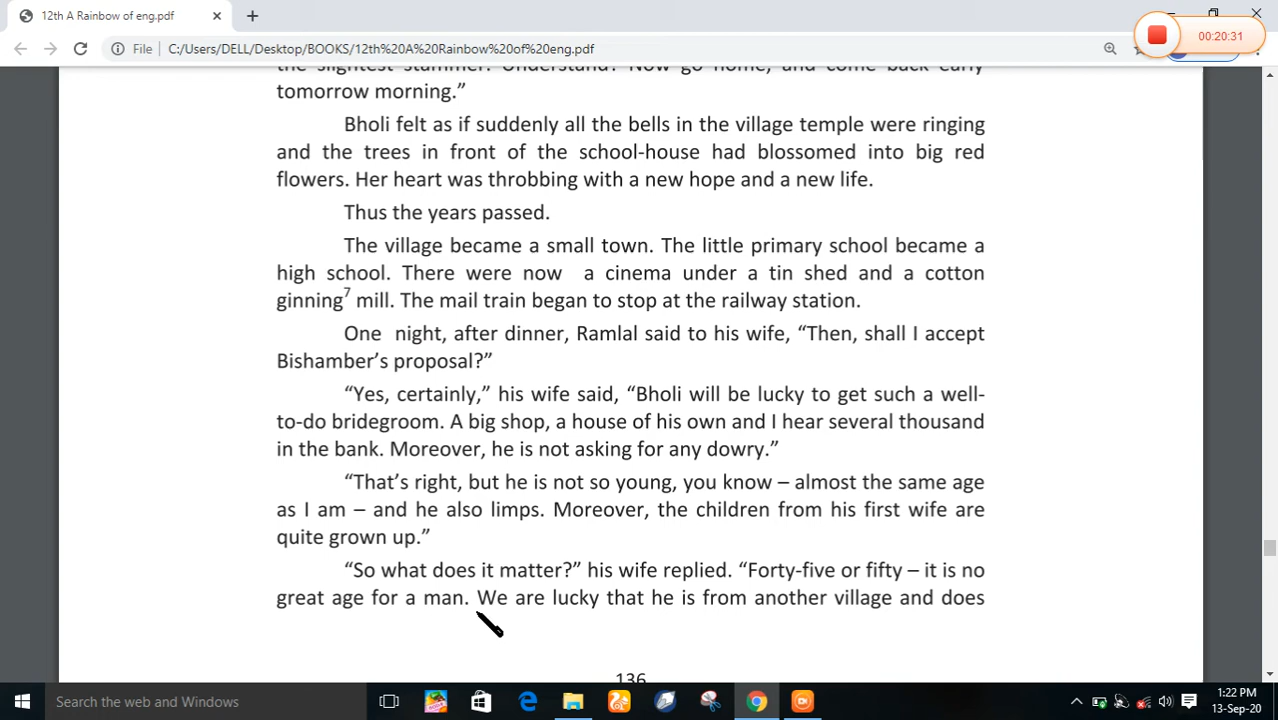 12th A Rainbow of eng.pdf
00:20:31
File C:/Users/DELL/Desktop/BOOKS/12th%20A%20Rainbow%20of%20eng.pdf
the slightest stammer. Understand? Now go home, and come back early
tomorrow morning.”
Bholi felt as if suddenly all the bells in the village temple were ringing
and the trees in front of the school-house had blossomed into big red
flowers. Her heart was throbbing with a new hope and a new life.
Thus the years passed.
The village became a small town. The little primary school became a
high school. There were now a cinema under a tin shed and a cotton
ginning7 mill. The mail train began to stop at the railway station.
One night, after dinner, Ramlal said to his wife, “Then, shall I accept
Bishamber’s proposal?”
“Yes, certainly,” his wife said, “Bholi will be lucky to get such a well-
to-do bridegroom. A big shop, a house of his own and I hear several thousand
in the bank. Moreover, he is not asking for any dowry.”
“That’s right, but he is not so young, you know – almost the same age
as I am – and he also limps. Moreover, the children from his first wife are
quite grown up.”
“So what does it matter?” his wife replied. “Forty-five or fifty – it is no
great age for a man. We are lucky that he is from another village and does
136
Search the web and Windows
1:22 PM
13-Sep-20